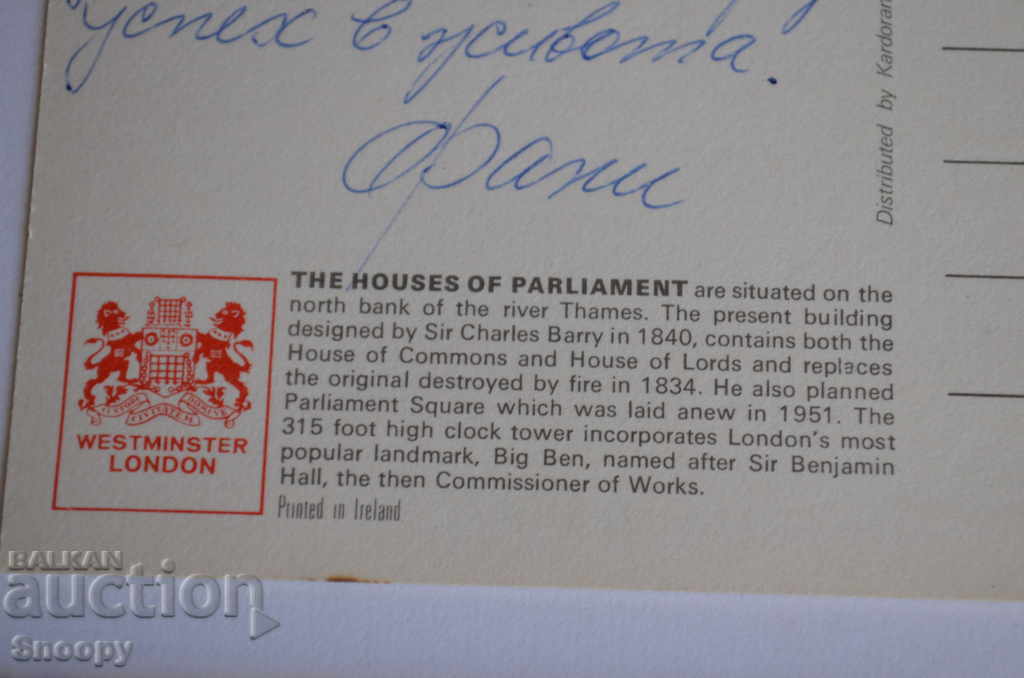 успех в живота.
Фани
Distributed by Kardoran
THE HOUSES OF PARLIAMENT are situated on the
north bank of the river Thames. The present building
designed by Sir Charles Barry in 1840, contains both the
House of Commons and House of Lords and replaces
the original destroyed by fire in 1834. He also planned
Parliament Square which was laid anew in 1951. The
315 foot high clock tower incorporates London's most
popular landmark, Big Ben, named after Sir Benjamin
Hall, the then Commissioner of Works.
Printed in Ireland
WESTMINSTER
LONDON
BALKAN
auction
Snoopy